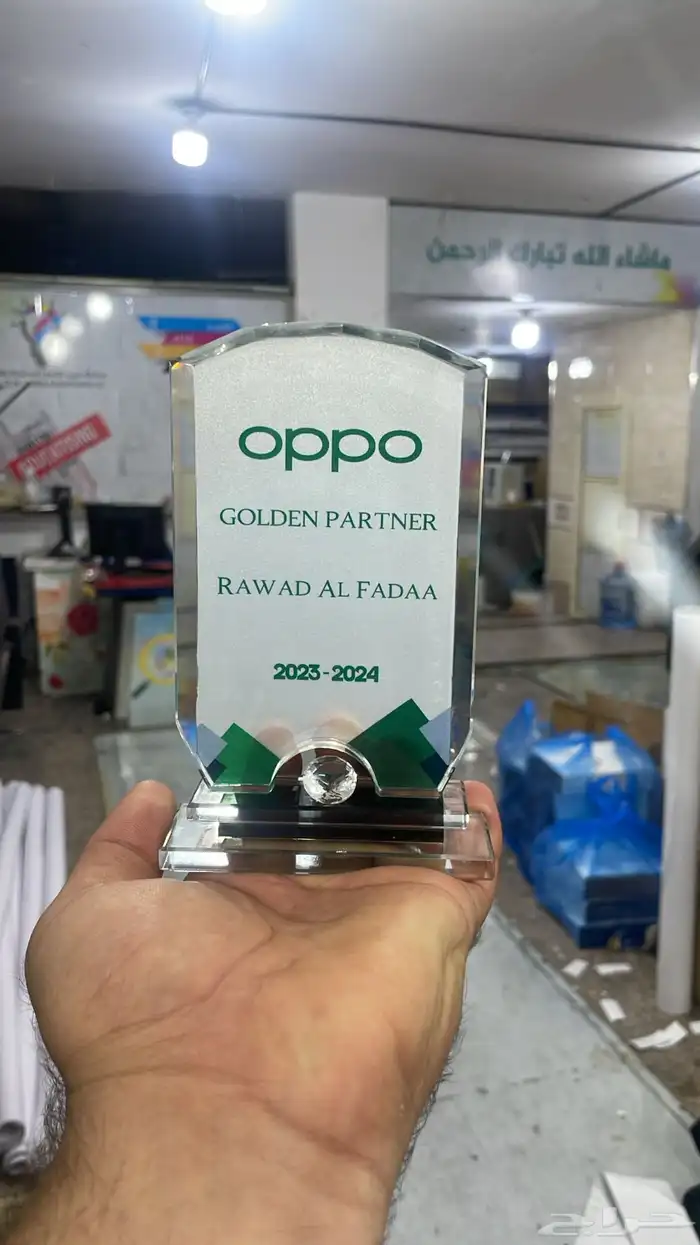 ماشاء الله تبارك الرحمن
oppo
GOLDEN PARTNER
RAWAD AL FADAA
2023-2024
حراج